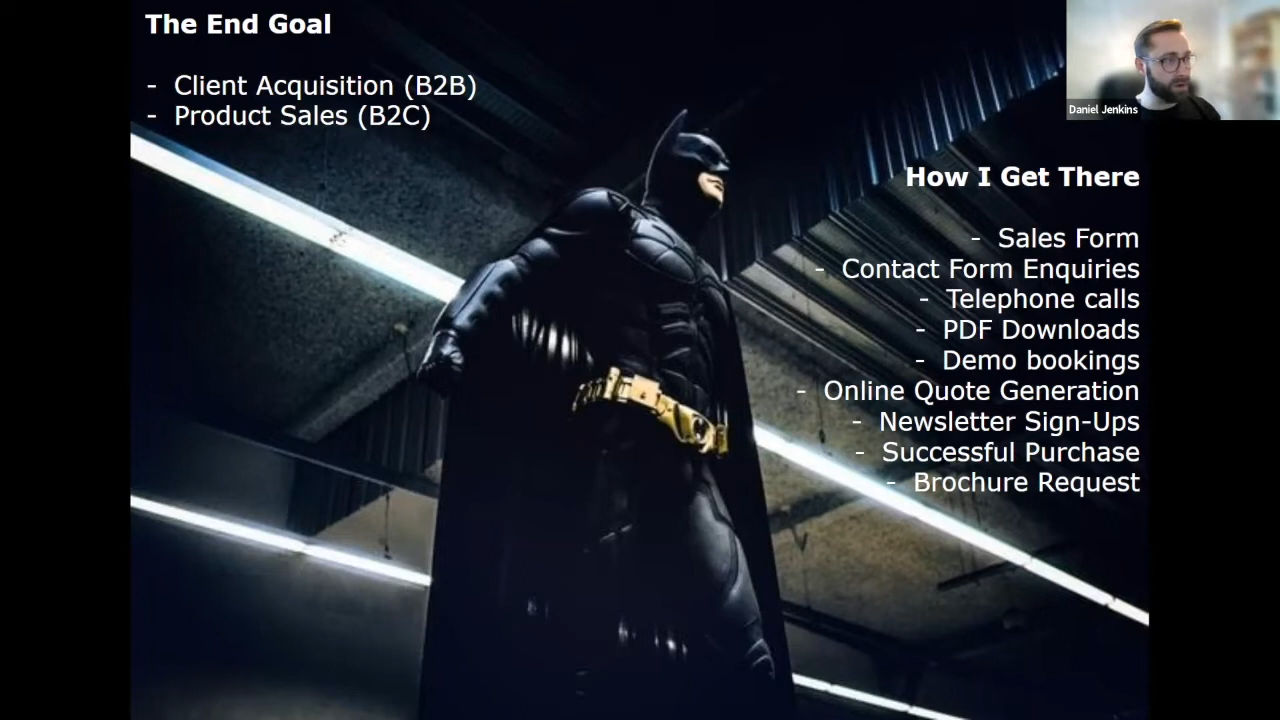 The End Goal
- Client Acquisition (B2B)
- Product Sales (B2C)
Daniel Jenkins
How I Get There
- Sales Form
- Contact Form Enquiries
- Telephone calls
- PDF Downloads
- Demo bookings
- Online Quote Generation
- Newsletter Sign-Ups
- Successful Purchase
- Brochure Request